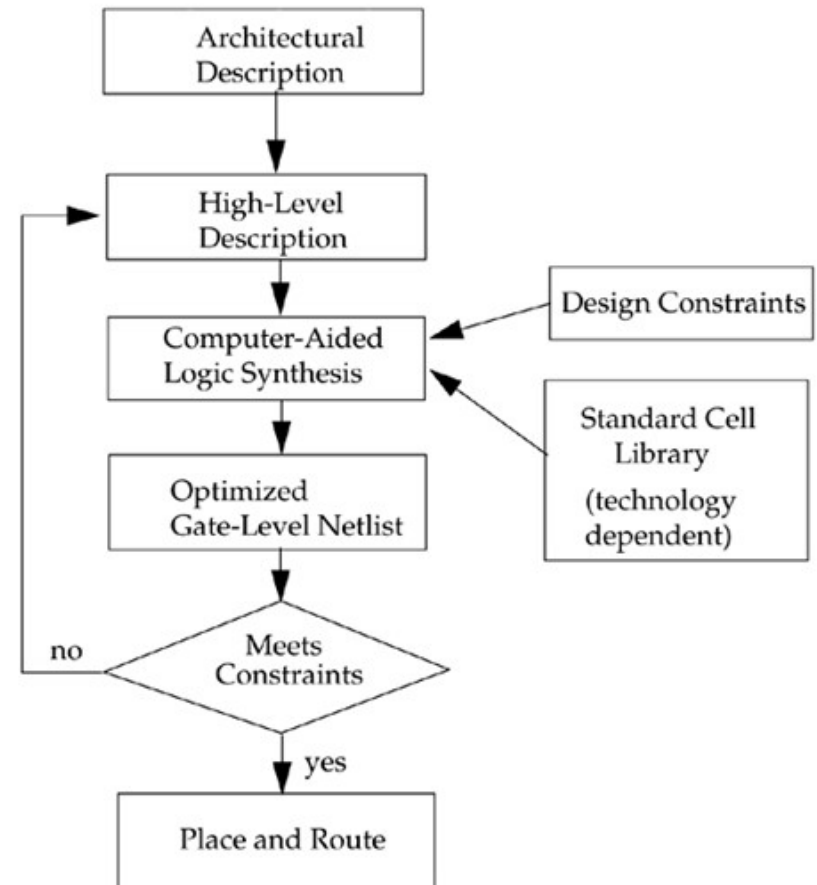 Architectural
Description
High-Level
Description
Design Constraints
Computer-Aided
Logic Synthesis
Standard Cell
Library
(technology
dependent)
Optimized
Gate-Level Netlist
Meets
Constraints
no
yes
Place and Route